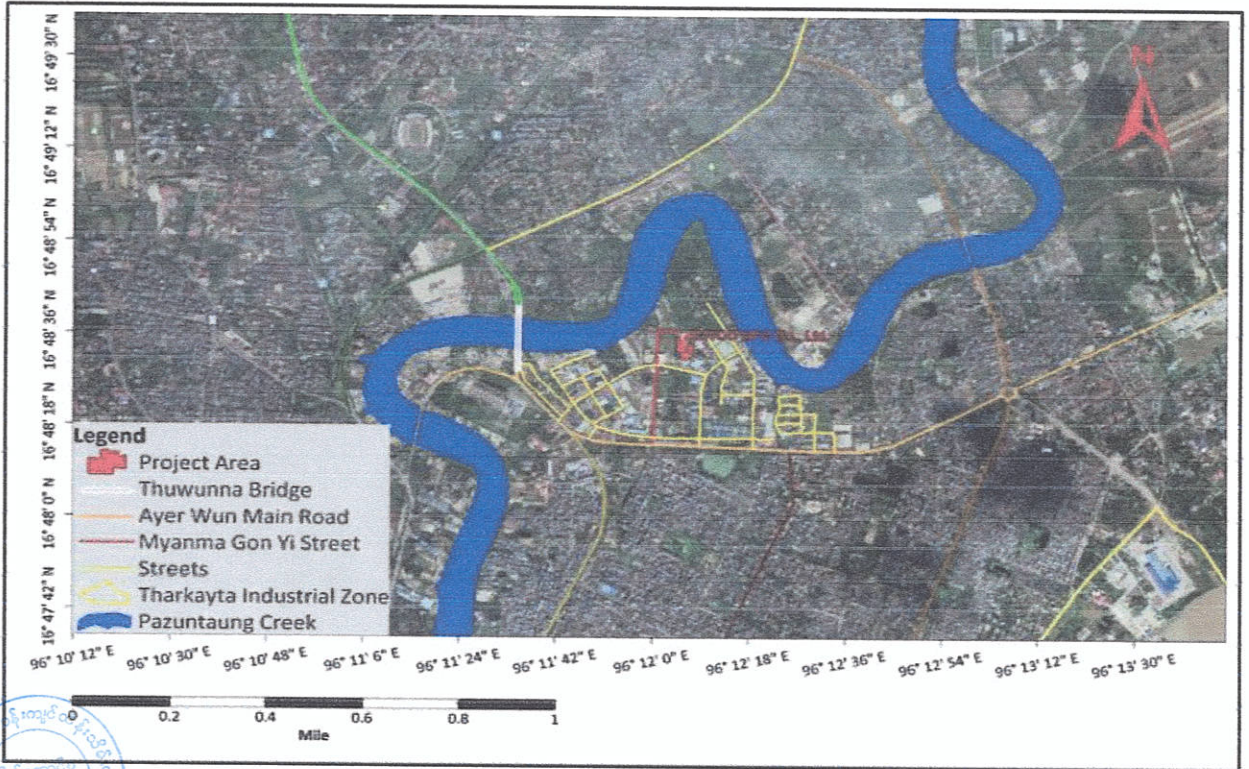 16° 49' 30" N
16° 49' 12" N
16° 48' 54" N
16° 48' 36" N
16° 48' 18" N
16° 48' 0" N
16° 47' 42" N
N
Legend
Project Area
Thuwunna Bridge
Ayer Wun Main Road
Myanma Gon Yi Street
Streets
Tharkayta Industrial Zone
Pazuntaung Creek
96° 10' 12" E
96° 10' 30" E
96° 10' 48" E
96° 11' 6" E
96° 11' 24" E
96° 11' 42" E
96° 12' 0" E
96° 12' 18" E
96° 12' 36" E
96° 12' 54" E
96° 13' 12" E
96° 13' 30" E
0 0.2 0.4 0.6 0.8 1
Mile